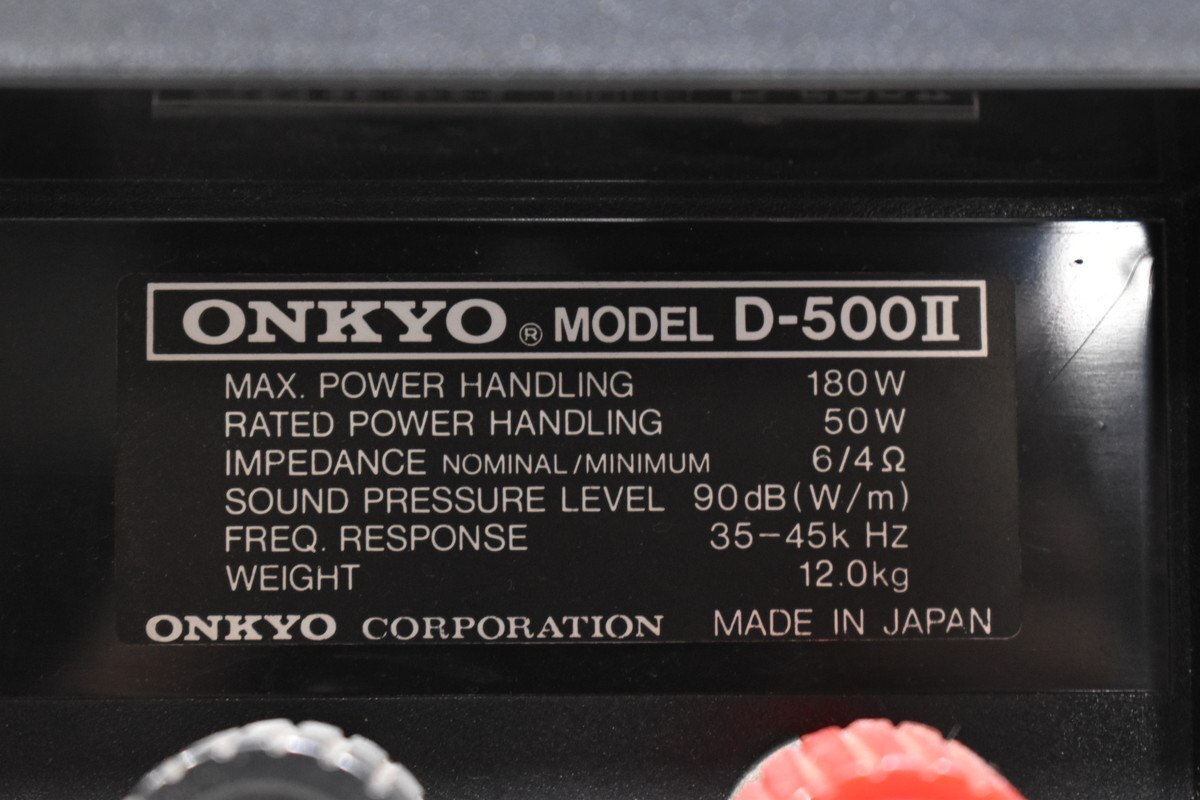 ONKYO® MODEL D-500II
MAX. POWER HANDLING 180W
RATED POWER HANDLING 50W
IMPEDANCE NOMINAL/MINIMUM 6/4Ω
SOUND PRESSURE LEVEL 90dB(W/m)
FREQ. RESPONSE 35-45k Hz
WEIGHT 12.0kg
ONKYO CORPORATION MADE IN JAPAN